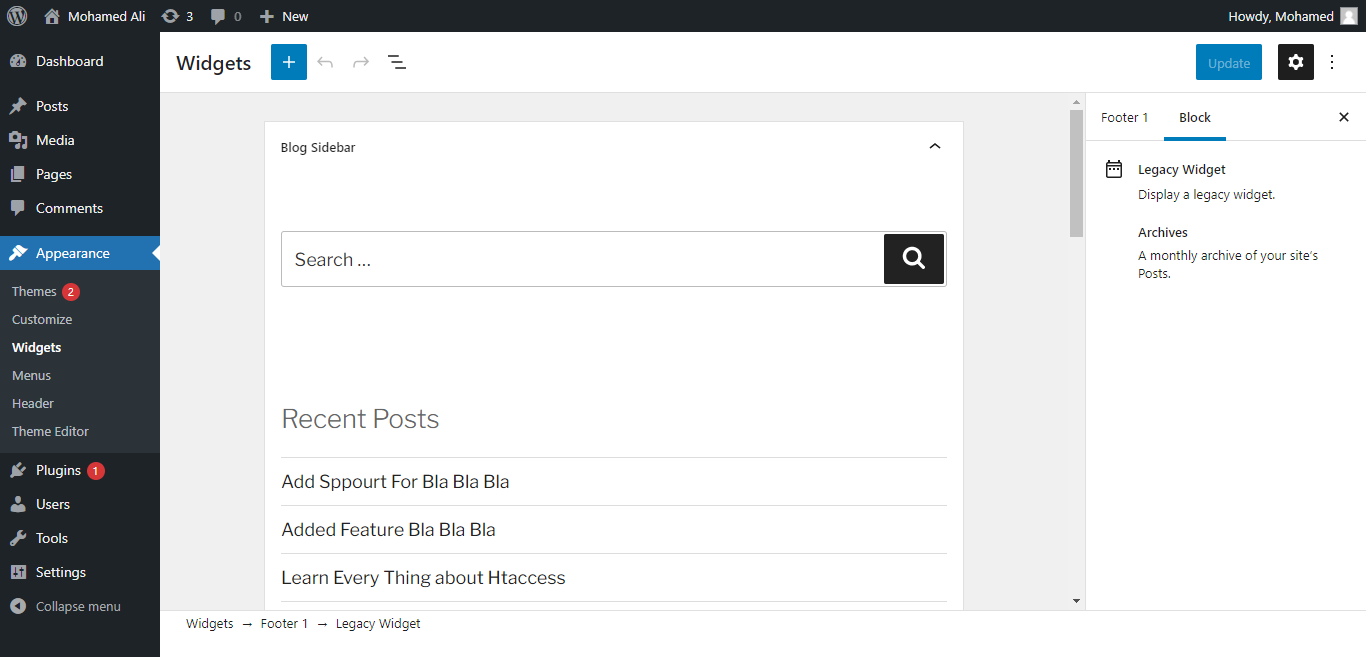 Mohamed Ali 3 0 New Howdy, Mohamed
Dashboard
Posts
Media
Pages
Comments
Appearance
Themes 2
Customize
Widgets
Menus
Header
Theme Editor
Plugins 1
Users
Tools
Settings
Collapse menu
Widgets Update
Blog Sidebar
Search ...
Recent Posts
Add Sppourt For Bla Bla Bla
Added Feature Bla Bla Bla
Learn Every Thing about Htaccess
Footer 1 Block
Legacy Widget
Display a legacy widget.
Archives
A monthly archive of your site's
Posts.
Widgets → Footer 1 → Legacy Widget